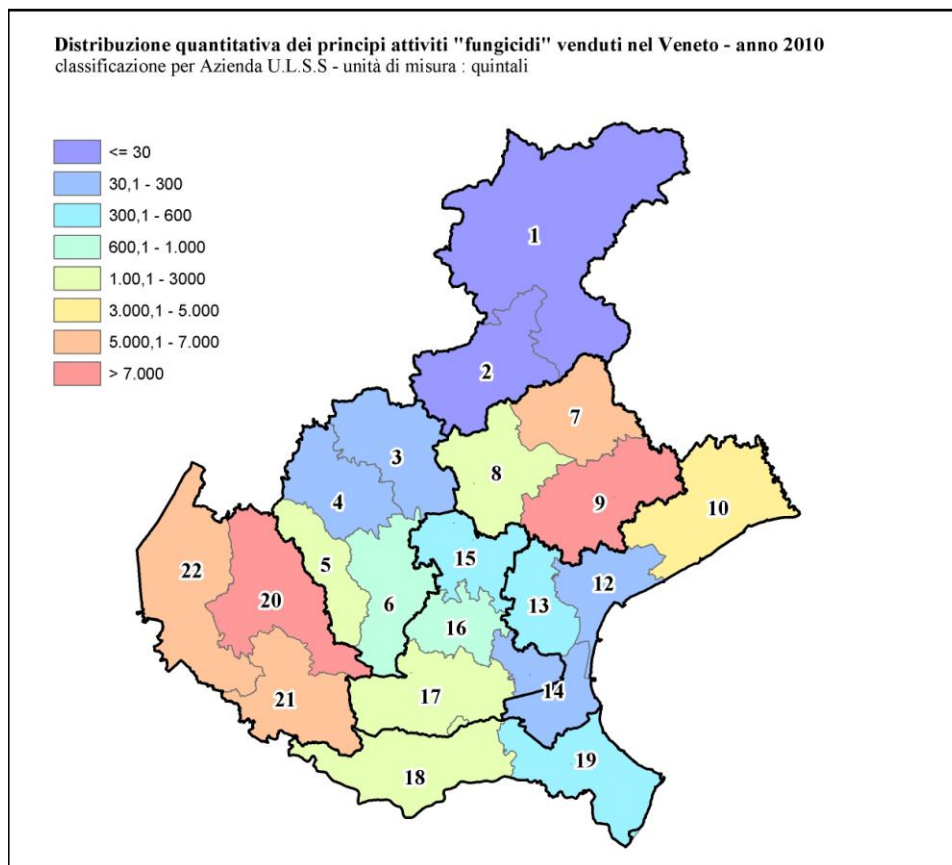 Distribuzione quantitativa dei principi attiviti "fungicidi" venduti nel Veneto - anno 2010
classificazione per Azienda U.L.S.S - unità di misura : quintali
<= 30
30,1 - 300
300,1 - 600
600,1 - 1.000
1.00,1 - 3000
3.000,1 - 5.000
5.000,1 - 7.000
> 7.000
1
2
7
3
8
4
9
10
15
5
22
12
20
13
6
16
14
17
21
19
18